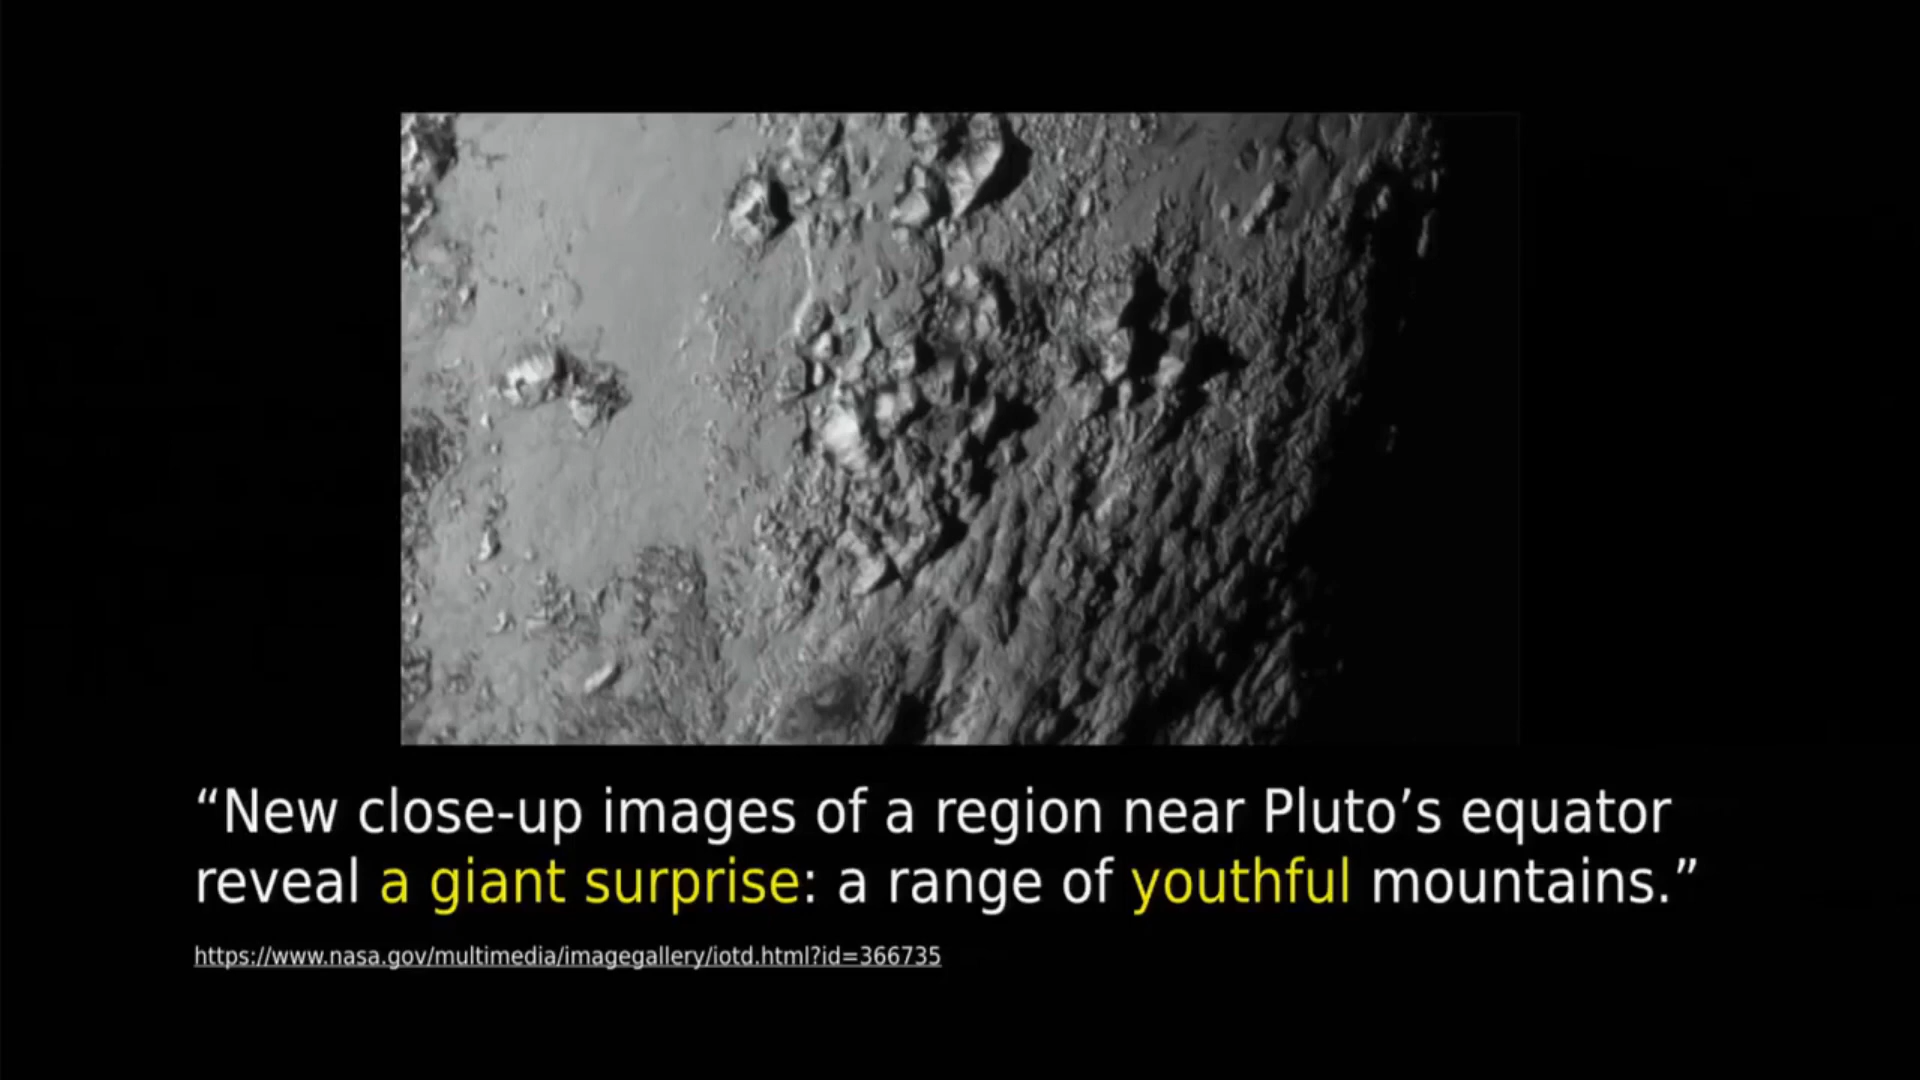 “New close-up images of a region near Pluto’s equator
reveal a giant surprise: a range of youthful mountains.”
https://www.nasa.gov/multimedia/imagegallery/iotd.html?id=366735